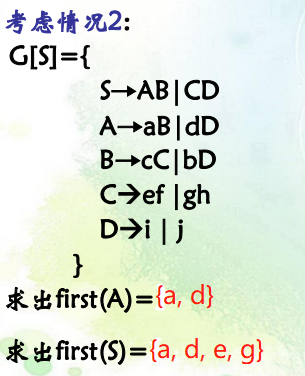 考虑情况2:
G[S]={
S→AB|CD
A→aB|dD
B→cC|bD
C→ef |gh
D→i | j
}
求出first(A)={a, d}
求出first(S)={a, d, e, g}